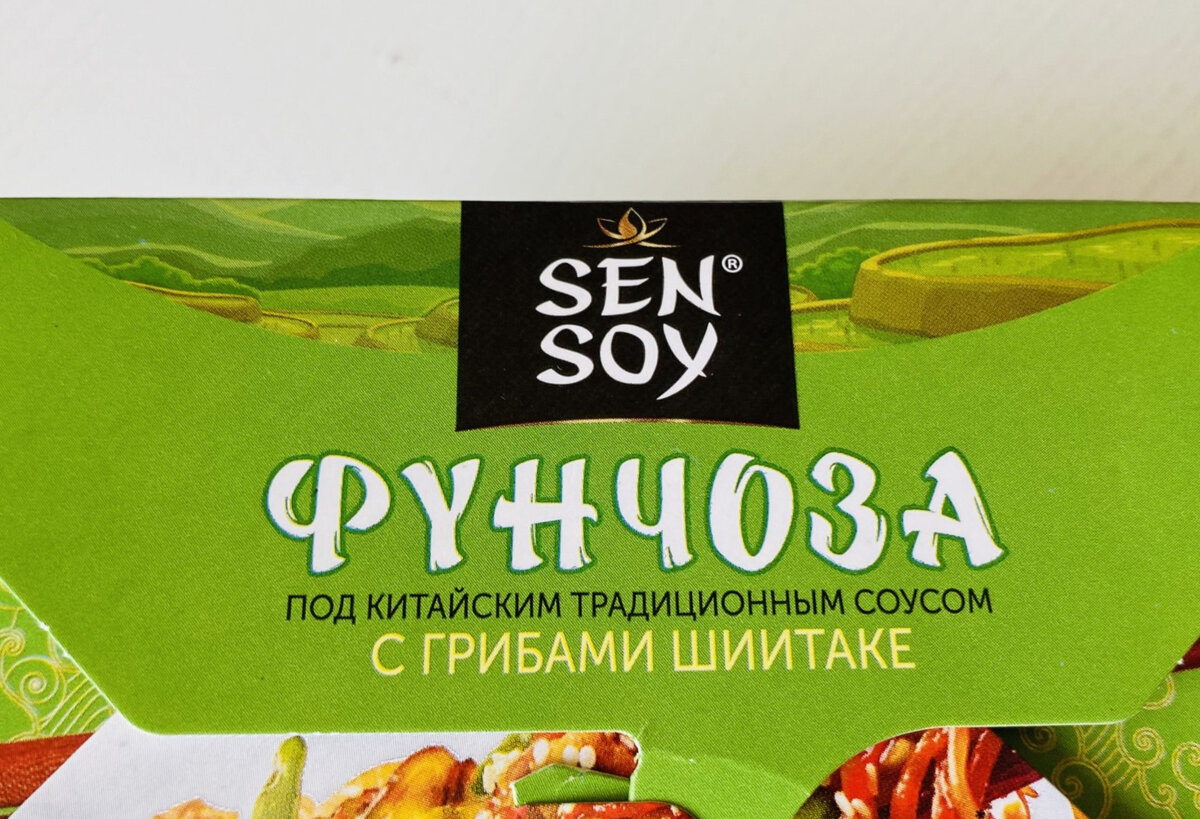 SEN®
SOY
ФУНЧОЗА
ПОД КИТАЙСКИМ ТРАДИЦИОННЫМ СОУСОМ
С ГРИБАМИ ШИИТАКЕ